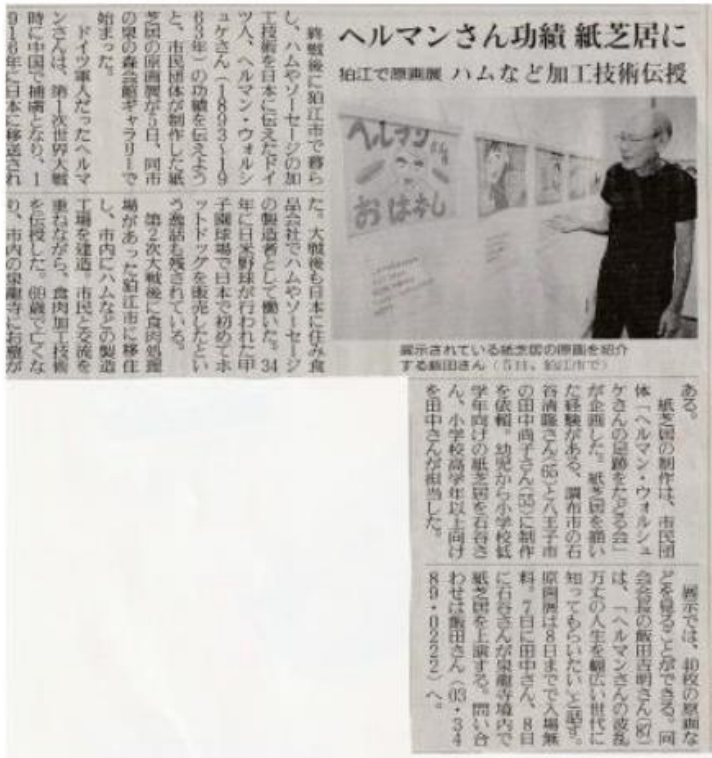 ヘルマンさん功績 紙芝居に
狛江で原画展 ハムなど加工技術伝授
ヘルマンさん
おはなし
展示されている紙芝居の原画を紹介
する飯田さん（5日、狛江市で）
終戦後に狛江市で暮ら
し、ハムやソーセージの加
工技術を日本に伝えたドイ
ツ人、ヘルマン・ウォルシ
ュケさん（1893～19
63年）の功績を伝えよう
と、市民団体が制作した紙
芝居の原画展が5日、同市
の泉の森会館ギャラリーで
始まった。
ドイツ軍人だったヘルマ
ンさんは、第1次世界大戦
時に中国で捕虜となり、1
916年に日本に移送され
た。大戦後も日本に住み食
品会社でハムやソーセージ
の製造者として働いた。34
年に日米野球が行われた甲
子園球場で日本で初めてホ
ットドッグを販売したとい
う逸話も残されている。
第2次大戦後に食肉処理
場があった狛江市に移住
し、市内にハムなどの製造
工場を建造。市民と交流を
重ねながら、食肉加工技術
を伝授した。69歳で亡くな
り、市内の泉龍寺にお墓が
ある。
紙芝居の制作は、市民団
体「ヘルマン・ウォルシュ
ケさんの足跡をたどる会」
が企画した。紙芝居を描い
た経験がある、調布市の石
谷清隆さん（65）と八王子市
の田中尚子さん（55）に制作
を依頼。幼児から小学校低
学年向けの紙芝居を石谷さ
ん、小学校高学年以上向け
を田中さんが担当した。
展示では、40枚の原画な
どを見ることができる。同
会会長の飯田吉明さん（87）
は、「ヘルマンさんの波乱
万丈の人生を幅広い世代に
知ってもらいたい」と話す。
原画展は8日までで入場無
料。7日に田中さん、8日
に石谷さんが泉龍寺境内で
紙芝居を上演する。問い合
わせは飯田さん（03・34
89・0222）へ。